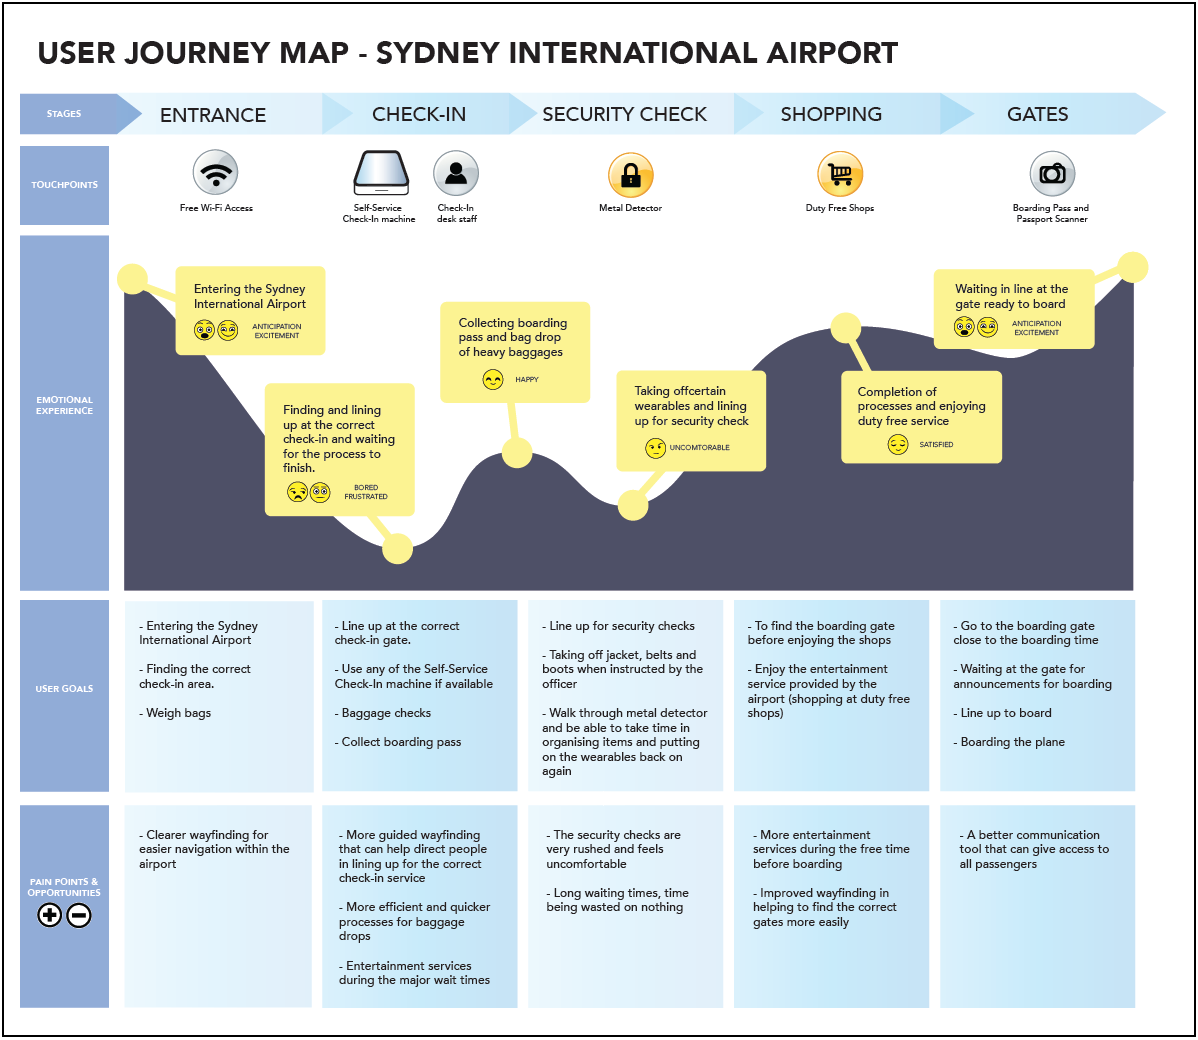 USER JOURNEY MAP - SYDNEY INTERNATIONAL AIRPORT
STAGES
ENTRANCE
CHECK-IN
SECURITY CHECK
SHOPPING
GATES
TOUCHPOINTS
Free Wi-Fi Access
Self-Service
Check-In machine
Check-In
desk staff
Metal Detector
Duty Free Shops
Boarding Pass and
Passport Scanner
EMOTIONAL
EXPERIENCE
Entering the Sydney
International Airport
ANTICIPATION
EXCITEMENT
Finding and lining
up at the correct
check-in and waiting
for the process to
finish.
BORED
FRUSTRATED
Collecting boarding
pass and bag drop
of heavy baggages
HAPPY
Taking offcertain
wearables and lining
up for security check
UNCOMTORABLE
Completion of
processes and enjoying
duty free service
SATISFIED
Waiting in line at the
gate ready to board
ANTICIPATION
EXCITEMENT
USER GOALS
- Entering the Sydney
International Airport
- Finding the correct
check-in area.
- Weigh bags
- Line up at the correct
check-in gate.
- Use any of the Self-Service
Check-In machine if available
- Baggage checks
- Collect boarding pass
- Line up for security checks
- Taking off jacket, belts and
boots when instructed by the
officer
- Walk through metal detector
and be able to take time in
organising items and putting
on the wearables back on
again
- To find the boarding gate
before enjoying the shops
- Enjoy the entertainment
service provided by the
airport (shopping at duty free
shops)
- Go to the boarding gate
close to the boarding time
- Waiting at the gate for
announcements for boarding
- Line up to board
- Boarding the plane
PAIN POINTS &
OPPORTUNITIES
- Clearer wayfinding for
easier navigation within the
airport
- More guided wayfinding
that can help direct people
in lining up for the correct
check-in service
- More efficient and quicker
processes for baggage
drops
- Entertainment services
during the major wait times
- The security checks are
very rushed and feels
uncomfortable
- Long waiting times, time
being wasted on nothing
- More entertainment
services during the free time
before boarding
- Improved wayfinding in
helping to find the correct
gates more easily
- A better communication
tool that can give access to
all passengers